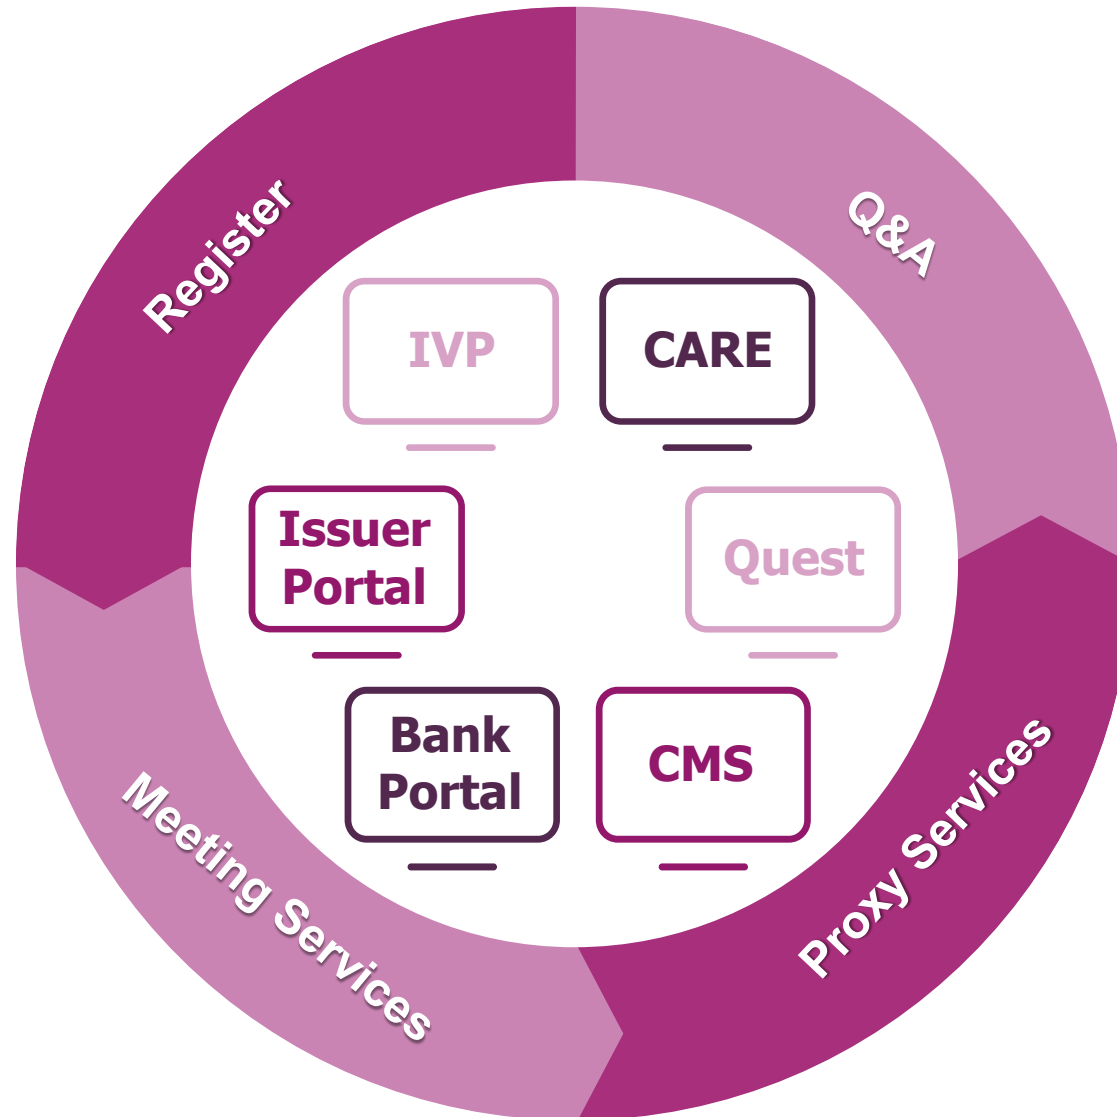 Register
Q&A
IVP
CARE
Issuer
Portal
Quest
Bank
Portal
CMS
Meeting Services
Proxy Services